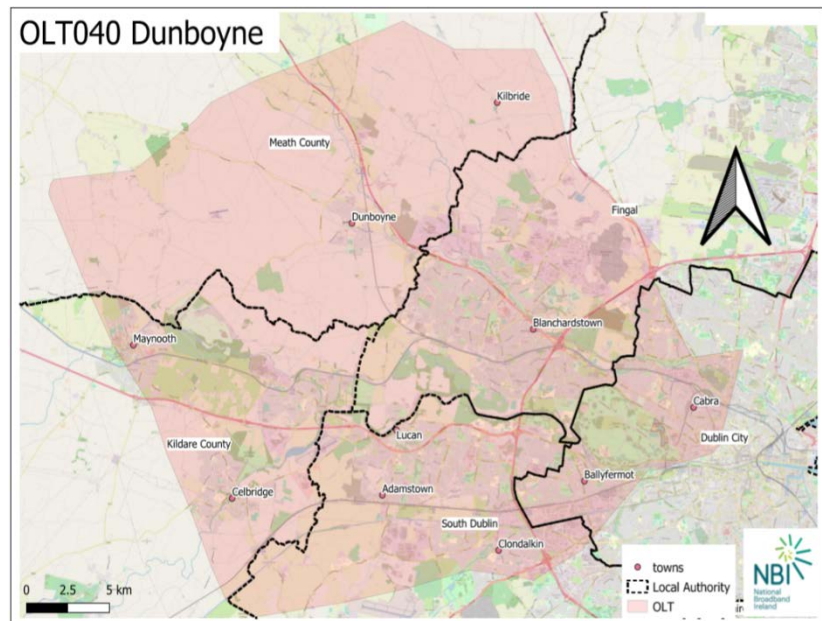 OLT040 Dunboyne
Kilbride
Meath County
Dunboyne
Fingal
Maynooth
Blanchardstown
Cabra
Kildare County
Lucan
Dublin City
Ballyfermot
Celbridge
Adamstown
South Dublin
Clondalkin
0 2.5 5 km
towns
Local Authority
OLT
NBI
National
Broadband
Ireland